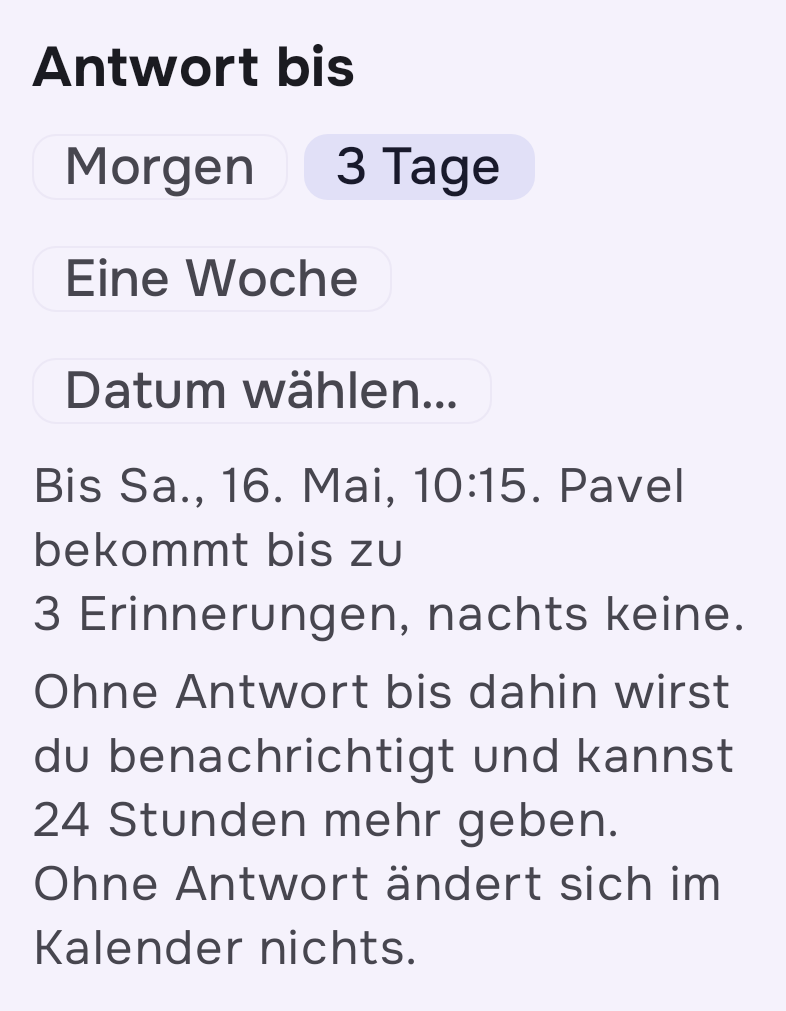 Antwort bis
Morgen
3 Tage
Eine Woche
Datum wählen...
Bis Sa., 16. Mai, 10:15. Pavel
bekommt bis zu
3 Erinnerungen, nachts keine.
Ohne Antwort bis dahin wirst
du benachrichtigt und kannst
24 Stunden mehr geben.
Ohne Antwort ändert sich im
Kalender nichts.